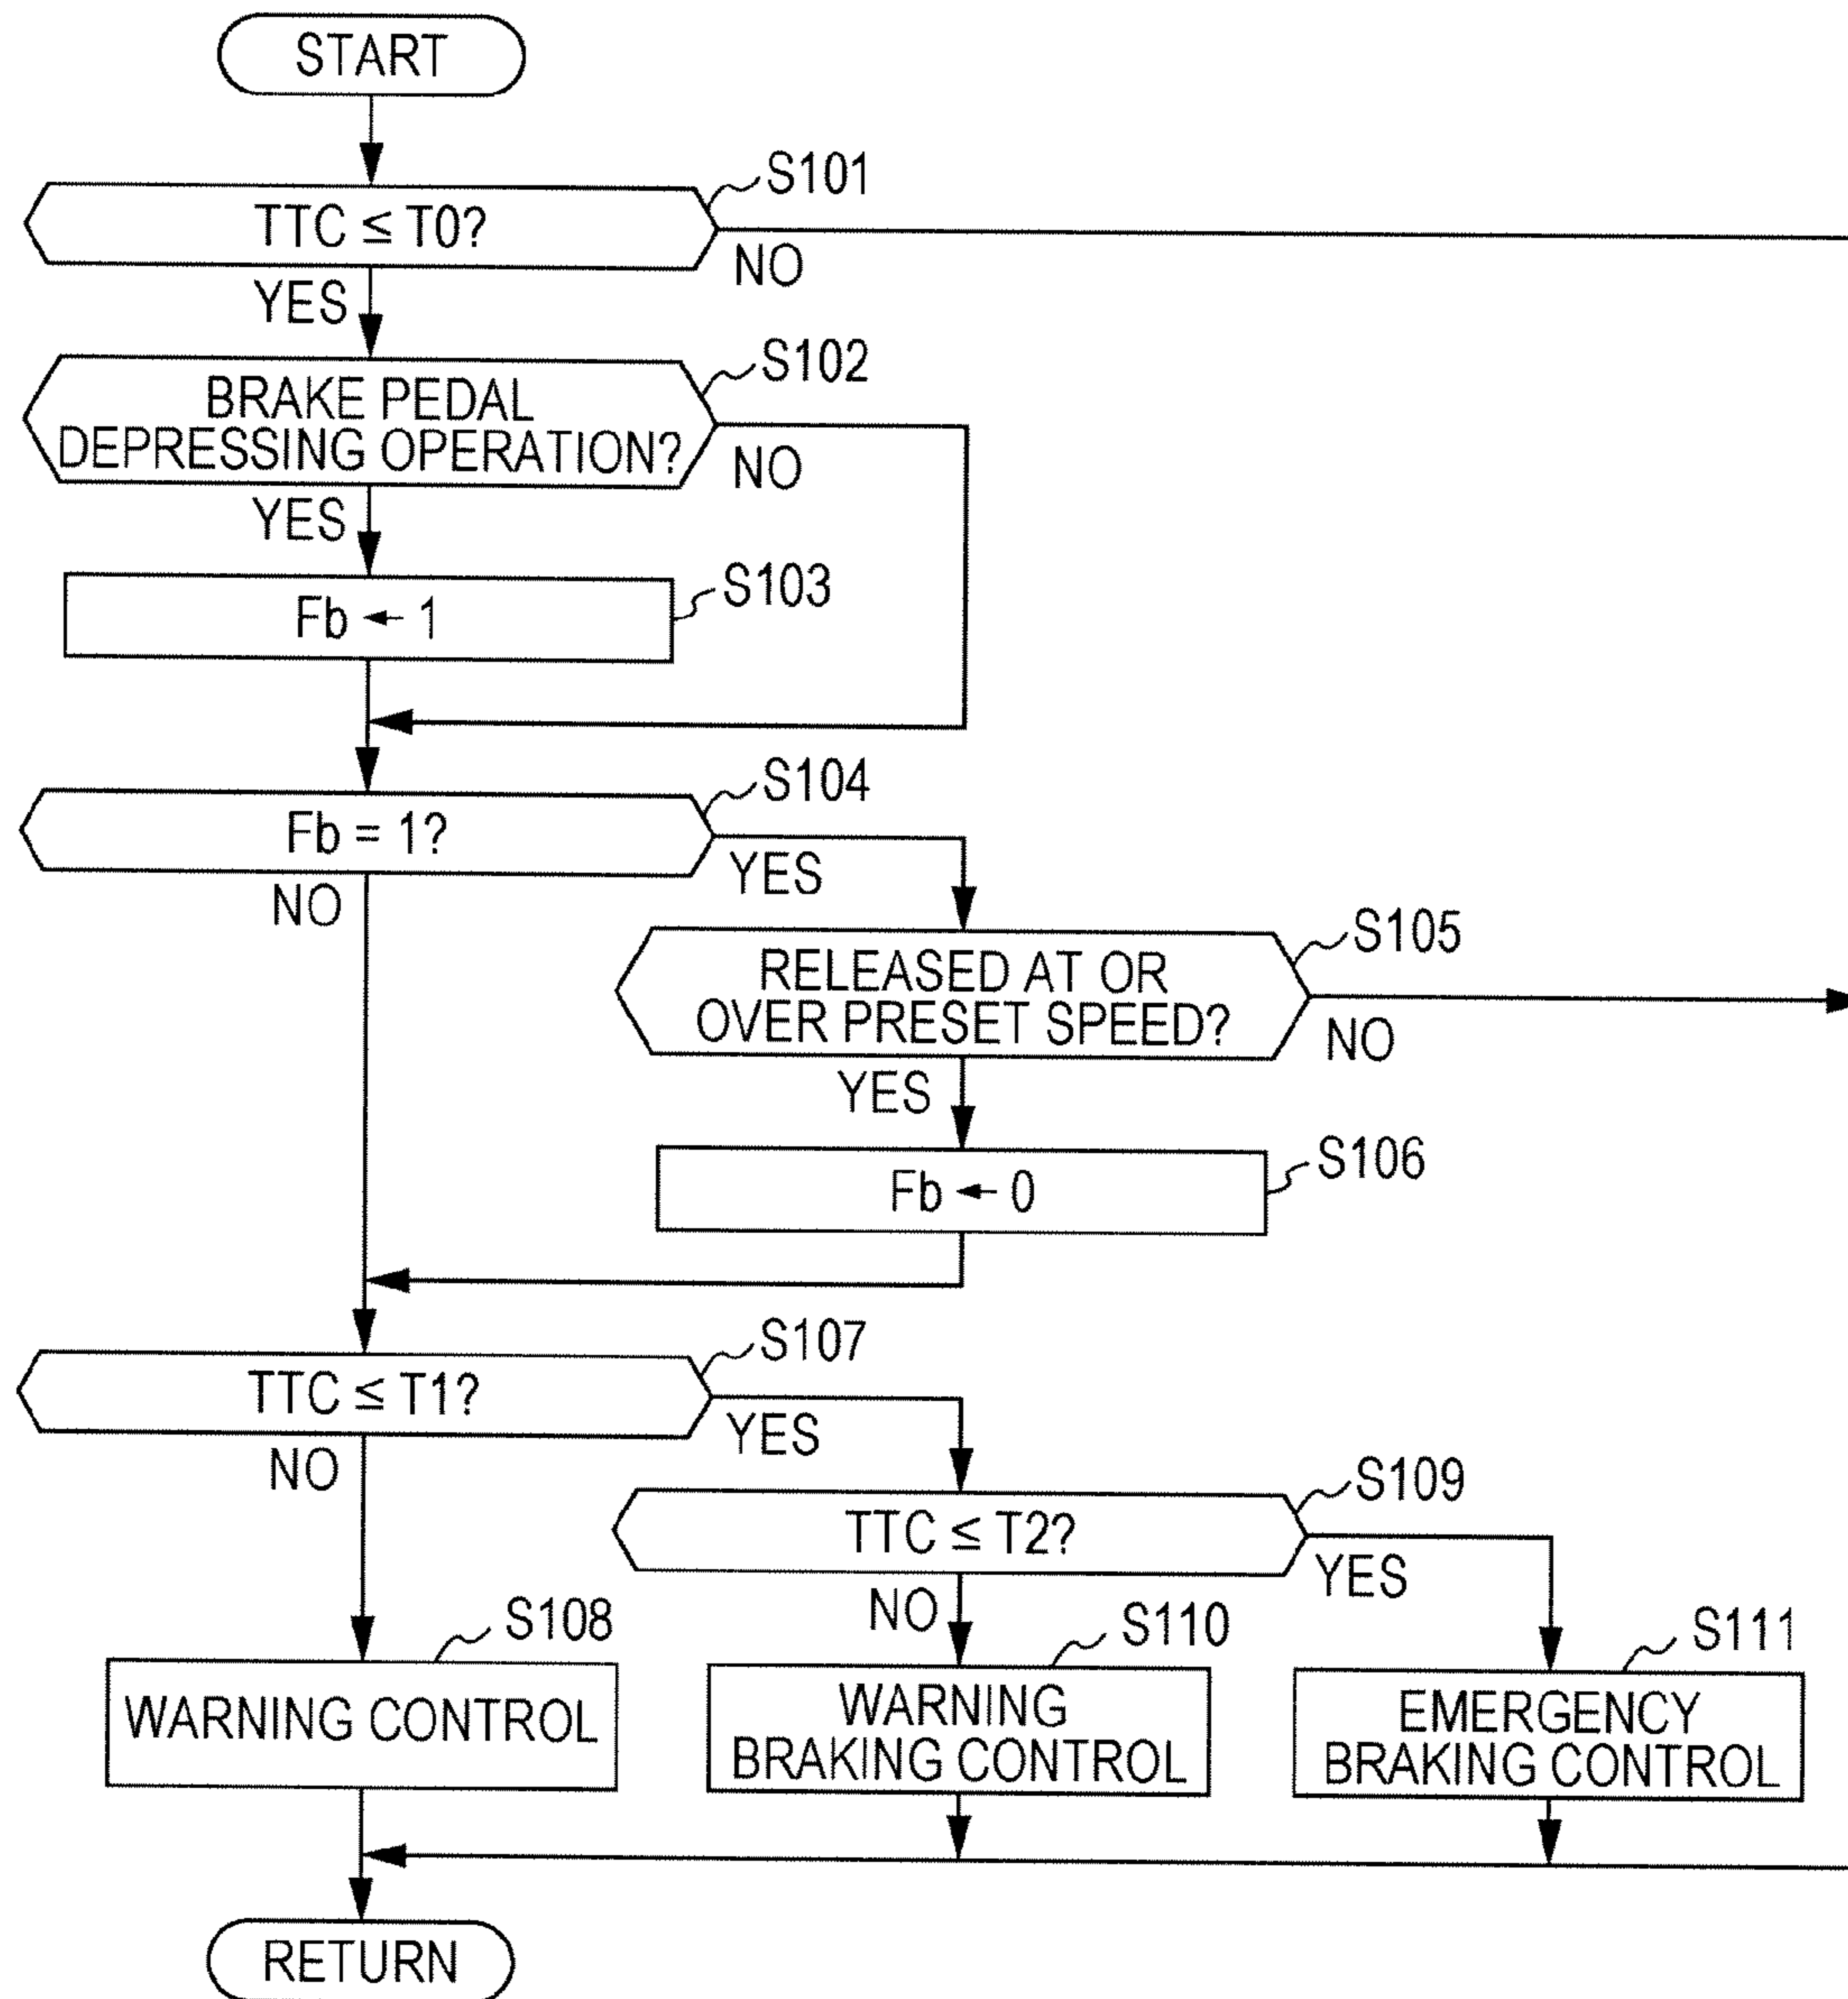 START
S101
TTC ≤ T0?
NO
YES
S102
BRAKE PEDAL
DEPRESSING OPERATION?
NO
YES
S103
Fb ← 1
S104
Fb = 1?
YES
NO
S105
RELEASED AT OR
OVER PRESET SPEED?
NO
YES
S106
Fb ← 0
S107
TTC ≤ T1?
YES
NO
S109
TTC ≤ T2?
YES
NO
S108
WARNING CONTROL
S110
WARNING
BRAKING CONTROL
S111
EMERGENCY
BRAKING CONTROL
RETURN